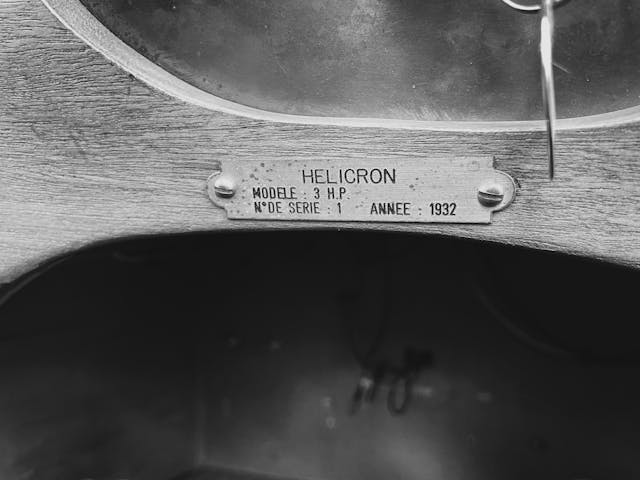 HELICRON
MODELE : 3 H.P.
N° DE SERIE : 1 ANNEE : 1932